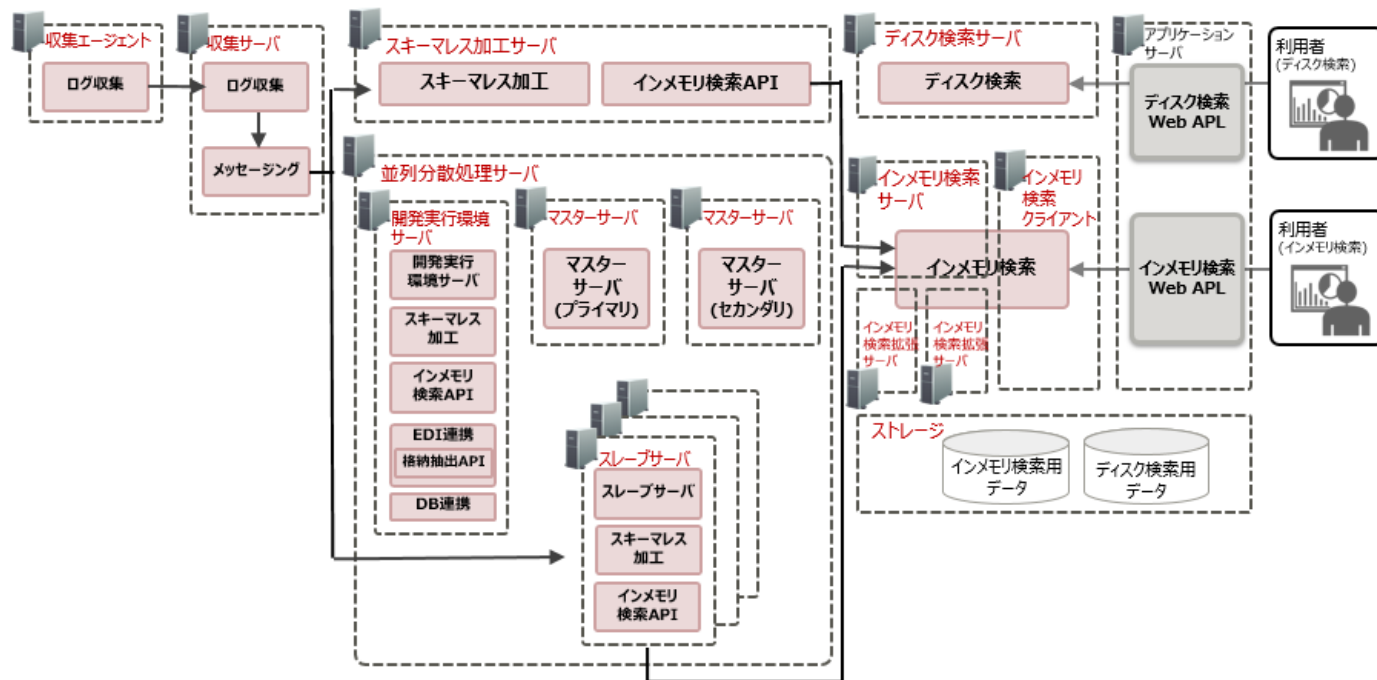 収集エージェント
ログ収集
収集サーバ
ログ収集
メッセージング
スキーマレス加工サーバ
スキーマレス加工
インメモリ検索API
ディスク検索サーバ
ディスク検索
アプリケーション
サーバ
ディスク検索
Web APL
利用者
(ディスク検索)
並列分散処理サーバ
開発実行環境
サーバ
開発実行
環境サーバ
スキーマレス
加工
インメモリ
検索API
EDI連携
格納抽出API
DB連携
マスターサーバ
マスター
サーバ
(プライマリ)
マスターサーバ
マスター
サーバ
(セカンダリ)
スレーブサーバ
スレーブサーバ
スキーマレス
加工
インメモリ
検索API
インメモリ検索
サーバ
インメモリ
検索
クライアント
インメモリ検索
インメモリ
検索拡張
サーバ
インメモリ
検索拡張
サーバ
インメモリ検索
Web APL
利用者
(インメモリ検索)
ストレージ
インメモリ検索用
データ
ディスク検索用
データ